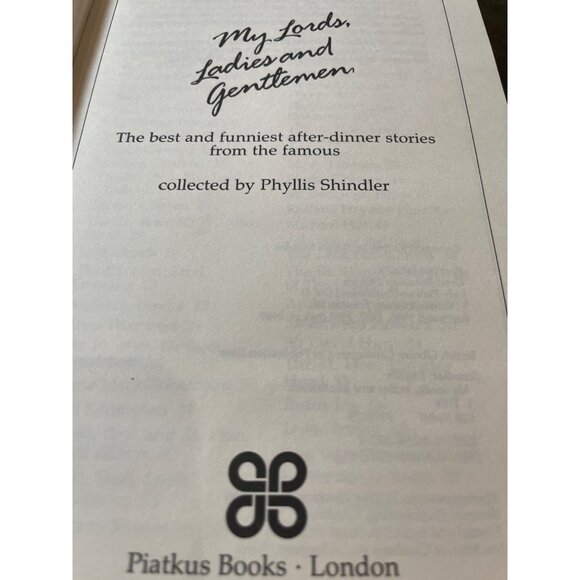 My Lords,
Ladies and
Gentlemen
The best and funniest after-dinner stories
from the famous
collected by Phyllis Shindler
Piatkus Books · London